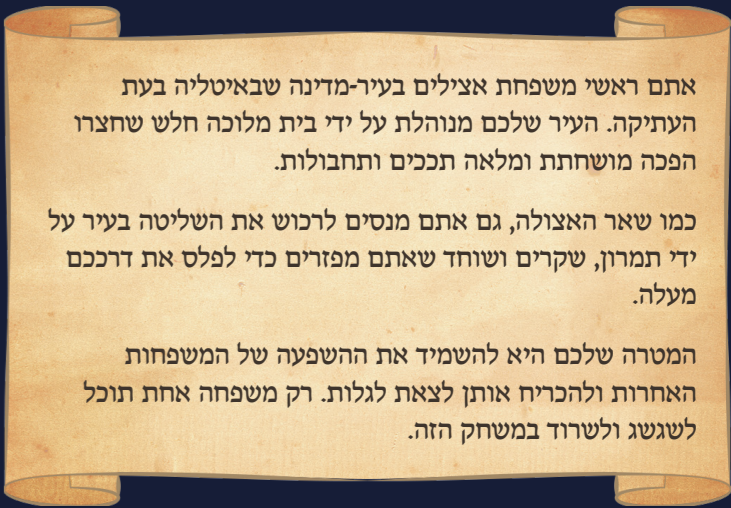 אתם ראשי משפחת אצילים בעיר-מדינה שבאיטליה בעת
העתיקה. העיר שלכם מנוהלת על ידי בית מלוכה חלש שחצרו
הפכה מושחתת ומלאה תככים ותחבולות.
כמו שאר האצולה, גם אתם מנסים לרכוש את השליטה בעיר על
ידי תמרון, שקרים ושוחד שאתם מפזרים כדי לפלס את דרככם
מעלה.
המטרה שלכם היא להשמיד את ההשפעה של המשפחות
האחרות ולהכריח אותן לצאת לגלות. רק משפחה אחת תוכל
לשגשג ולשרוד במשחק הזה.